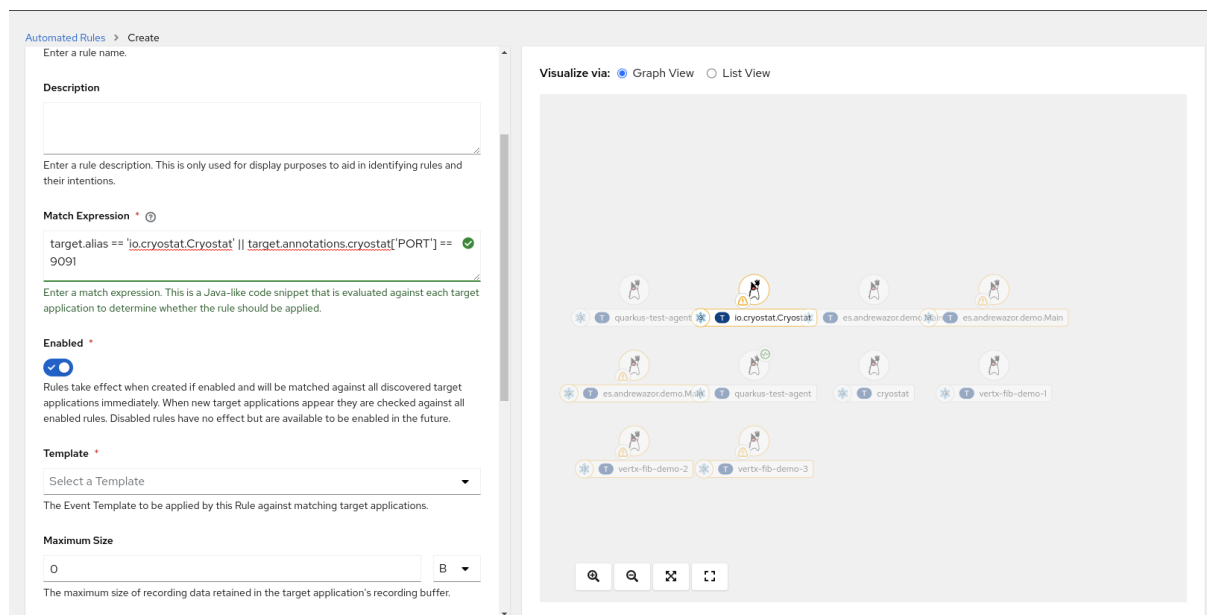 Automated Rules > Create
Enter a rule name.
Description
Enter a rule description. This is only used for display purposes to aid in identifying rules and
their intentions.
Match Expression *
target.alias == 'io.cryostat.Cryostat' || target.annotations.cryostat['PORT'] ==
9091
Enter a match expression. This is a Java-like code snippet that is evaluated against each target
application to determine whether the rule should be applied.
Enabled *
Rules take effect when created if enabled and will be matched against all discovered target
applications immediately. When new target applications appear they are checked against all
enabled rules. Disabled rules have no effect but are available to be enabled in the future.
Template *
Select a Template
The Event Template to be applied by this Rule against matching target applications.
Maximum Size
0 B
The maximum size of recording data retained in the target application's recording buffer.
Visualize via: Graph View List View
T quarkus-test-agent T io.cryostat.Cryostat T es.andrewazor.demo. T es.andrewazor.demo.Main
T es.andrewazor.demo. T quarkus-test-agent T cryostat T vertx-fib-demo-1
T vertx-fib-demo-2 T vertx-fib-demo-3